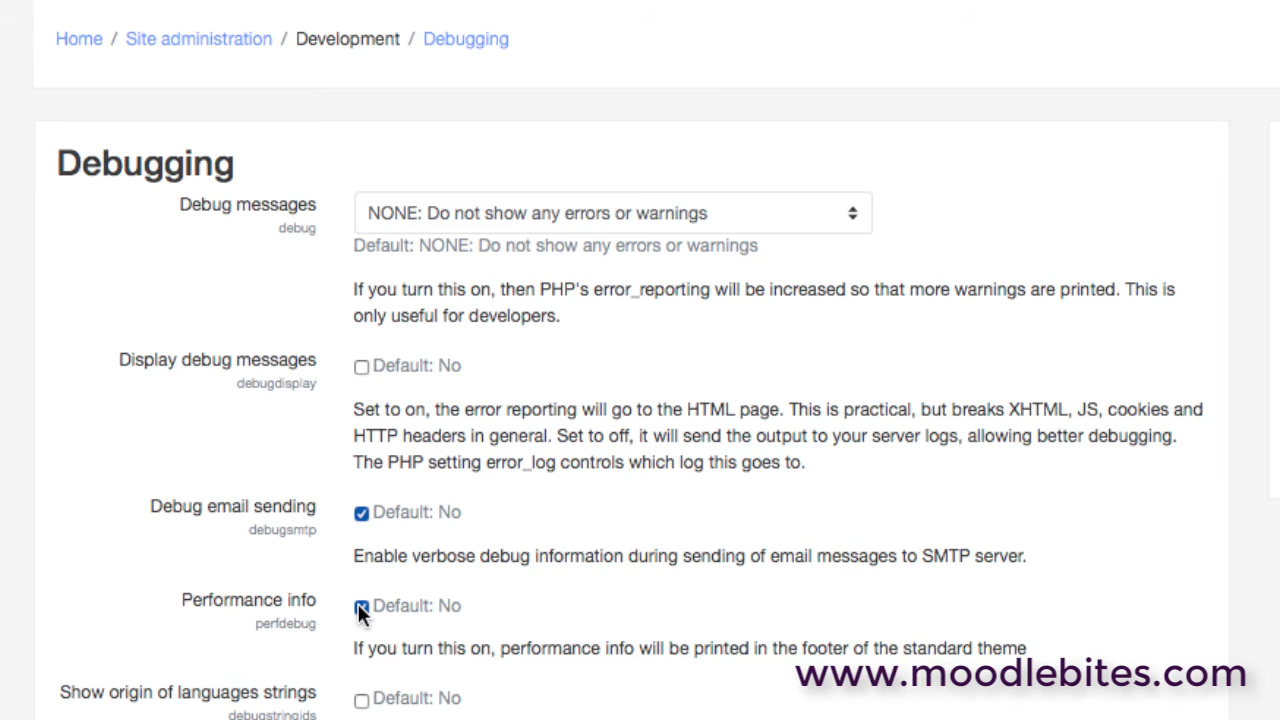 Home / Site administration / Development / Debugging
Debugging
Debug messages
debug
NONE: Do not show any errors or warnings
Default: NONE: Do not show any errors or warnings
If you turn this on, then PHP's error_reporting will be increased so that more warnings are printed. This is
only useful for developers.
Display debug messages
debugdisplay
Default: No
Set to on, the error reporting will go to the HTML page. This is practical, but breaks XHTML, JS, cookies and
HTTP headers in general. Set to off, it will send the output to your server logs, allowing better debugging.
The PHP setting error_log controls which log this goes to.
Debug email sending
debugsmtp
Default: No
Enable verbose debug information during sending of email messages to SMTP server.
Performance info
perfdebug
Default: No
If you turn this on, performance info will be printed in the footer of the standard theme
www.moodlebites.com
Show origin of languages strings
debugstringids
Default: No